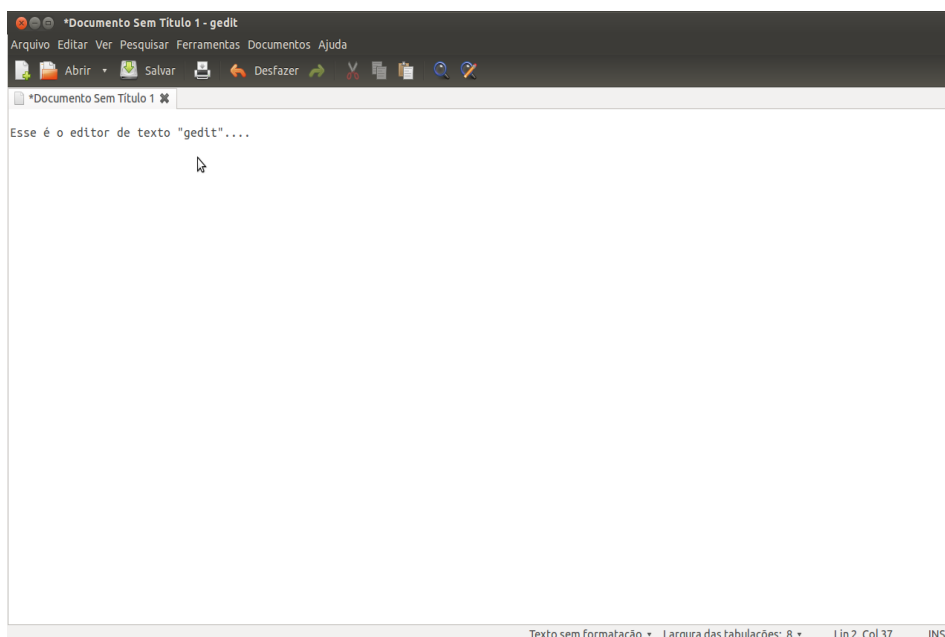 *Documento Sem Título 1 - gedit
Arquivo Editar Ver Pesquisar Ferramentas Documentos Ajuda
Abrir Salvar Desfazer
*Documento Sem Título 1
Esse é o editor de texto "gedit"....
Texto sem formatação Largura das tabulações: 8 Lin 2, Col 37 INS